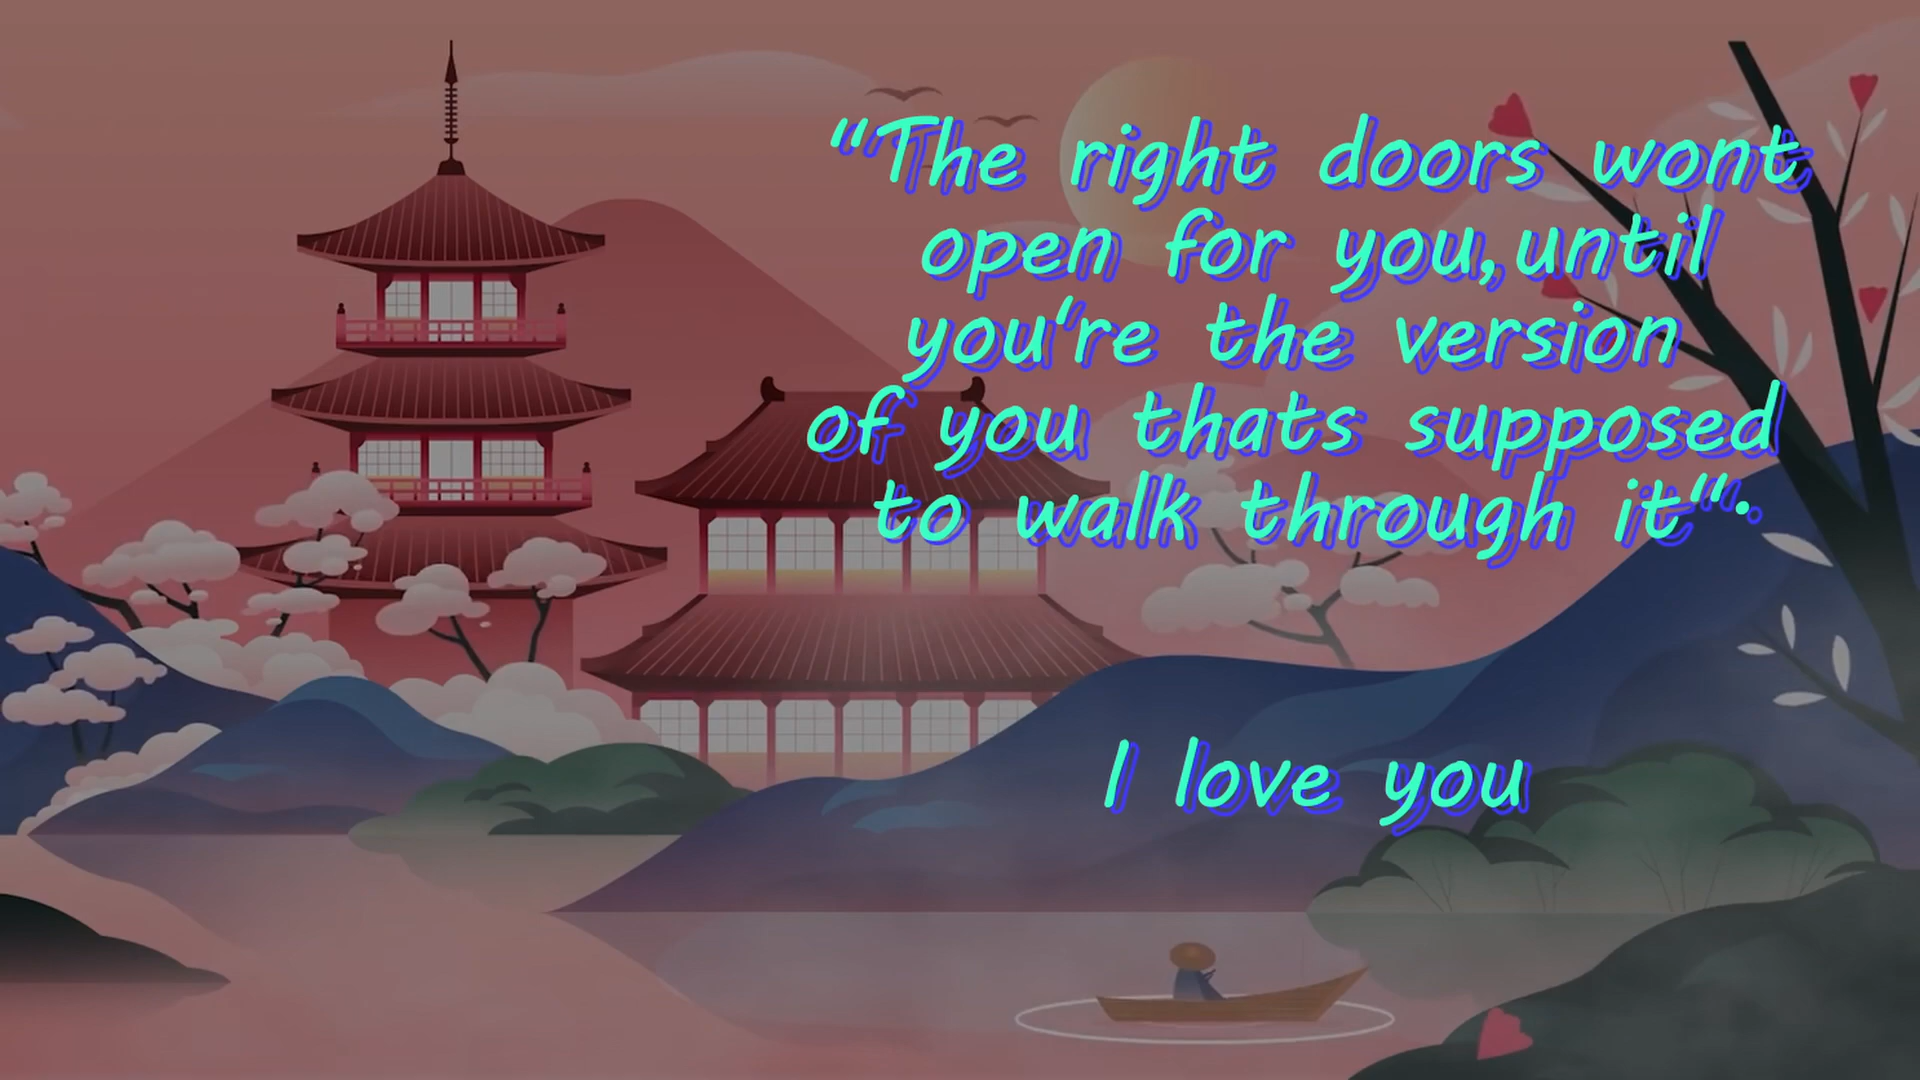 “The right doors wont
open for you,until
you're the version
of you thats supposed
to walk through it“.
I love you